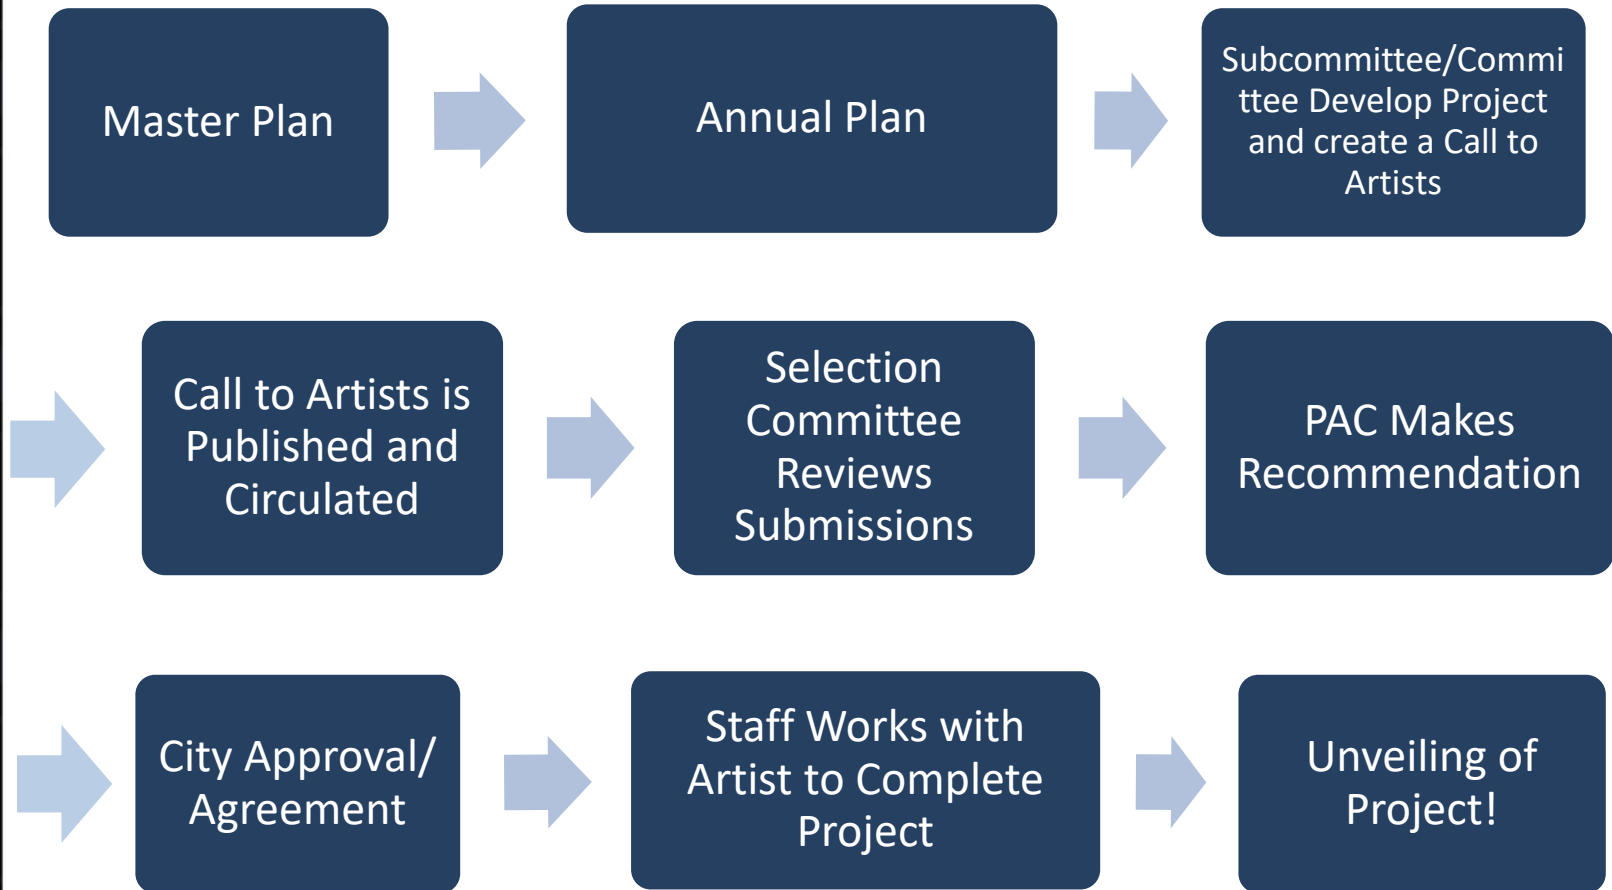 Master Plan
Annual Plan
Subcommittee/Commi
ttee Develop Project
and create a Call to
Artists
Call to Artists is
Published and
Circulated
Selection
Committee
Reviews
Submissions
PAC Makes
Recommendation
City Approval/
Agreement
Staff Works with
Artist to Complete
Project
Unveiling of
Project!